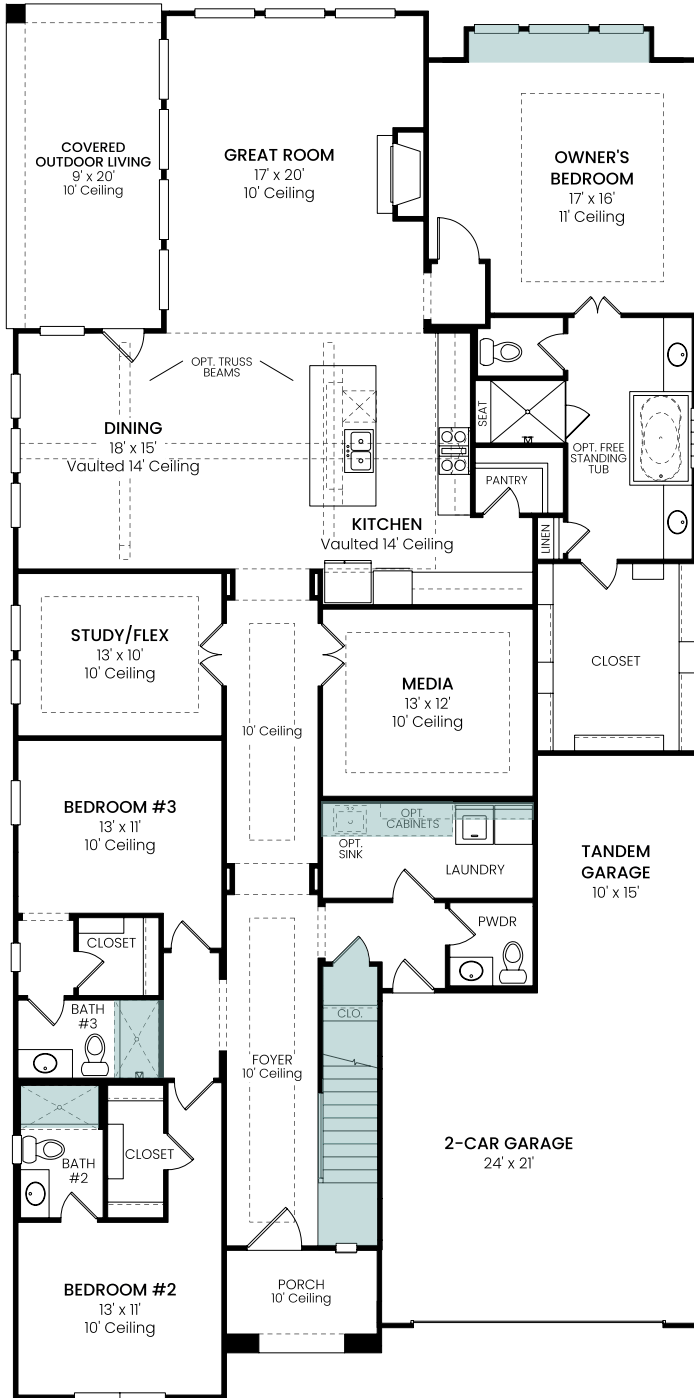 COVERED
OUTDOOR LIVING
9' x 20'
10' Ceiling
GREAT ROOM
17' x 20'
10' Ceiling
OWNER'S
BEDROOM
17' x 16'
11' Ceiling
OPT. TRUSS
BEAMS
DINING
18' x 15'
Vaulted 14' Ceiling
SEAT
OPT. FREE
STANDING
TUB
PANTRY
KITCHEN
Vaulted 14' Ceiling
LINEN
STUDY/FLEX
13' x 10'
10' Ceiling
CLOSET
MEDIA
13' x 12'
10' Ceiling
10' Ceiling
BEDROOM #3
13' x 11'
10' Ceiling
OPT.
CABINETS
OPT.
SINK
LAUNDRY
TANDEM
GARAGE
10' x 15'
CLOSET
PWDR
BATH
#3
CLO.
FOYER
10' Ceiling
2-CAR GARAGE
24' x 21'
CLOSET
BATH
#2
BEDROOM #2
13' x 11'
10' Ceiling
PORCH
10' Ceiling